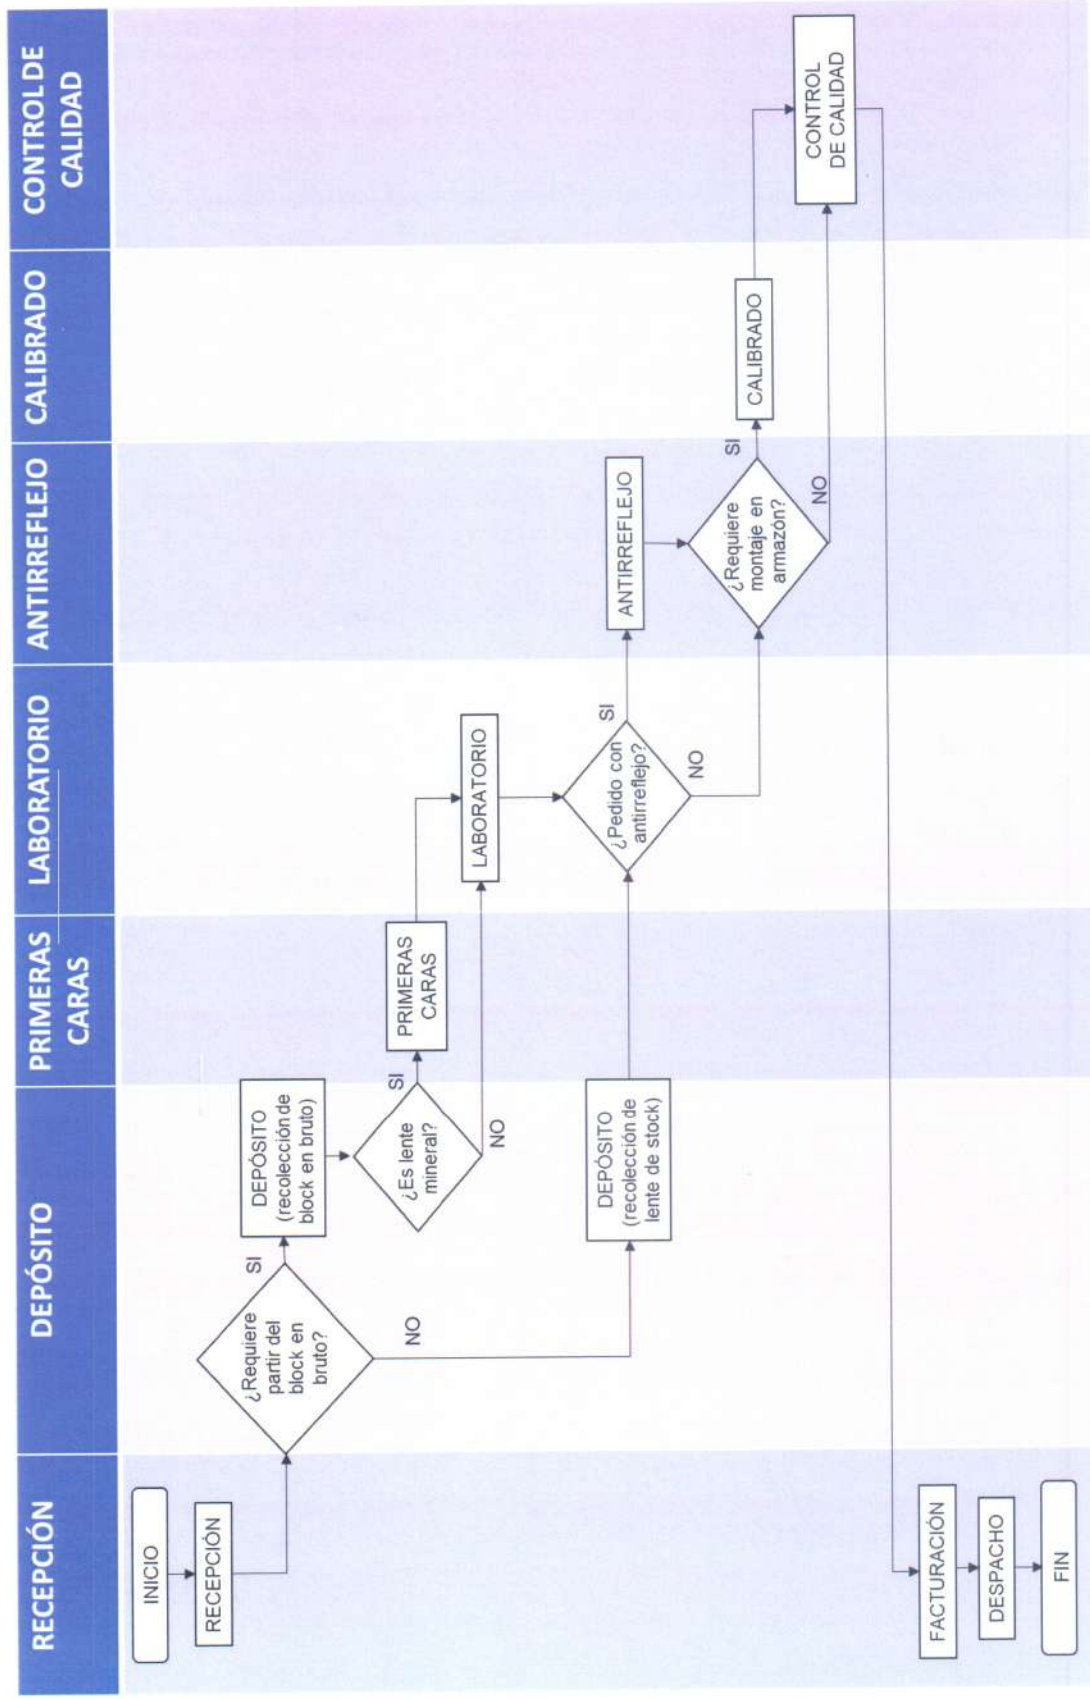 RECEPCIÓN
DEPÓSITO
PRIMERAS
CARAS
LABORATORIO
ANTIRREFLEJO
CALIBRADO
CONTROL DE
CALIDAD
INICIO
RECEPCIÓN
¿Requiere
partir del
block en
bruto?
SI
NO
DEPÓSITO
(recolección de
block en bruto)
¿Es lente
mineral?
SI
NO
PRIMERAS
CARAS
LABORATORIO
DEPÓSITO
(recolección de
lente de stock)
¿Pedido con
antirreflejo?
SI
NO
ANTIRREFLEJO
¿Requiere
montaje en
armazón?
SI
NO
CALIBRADO
CONTROL
DE CALIDAD
FACTURACIÓN
DESPACHO
FIN